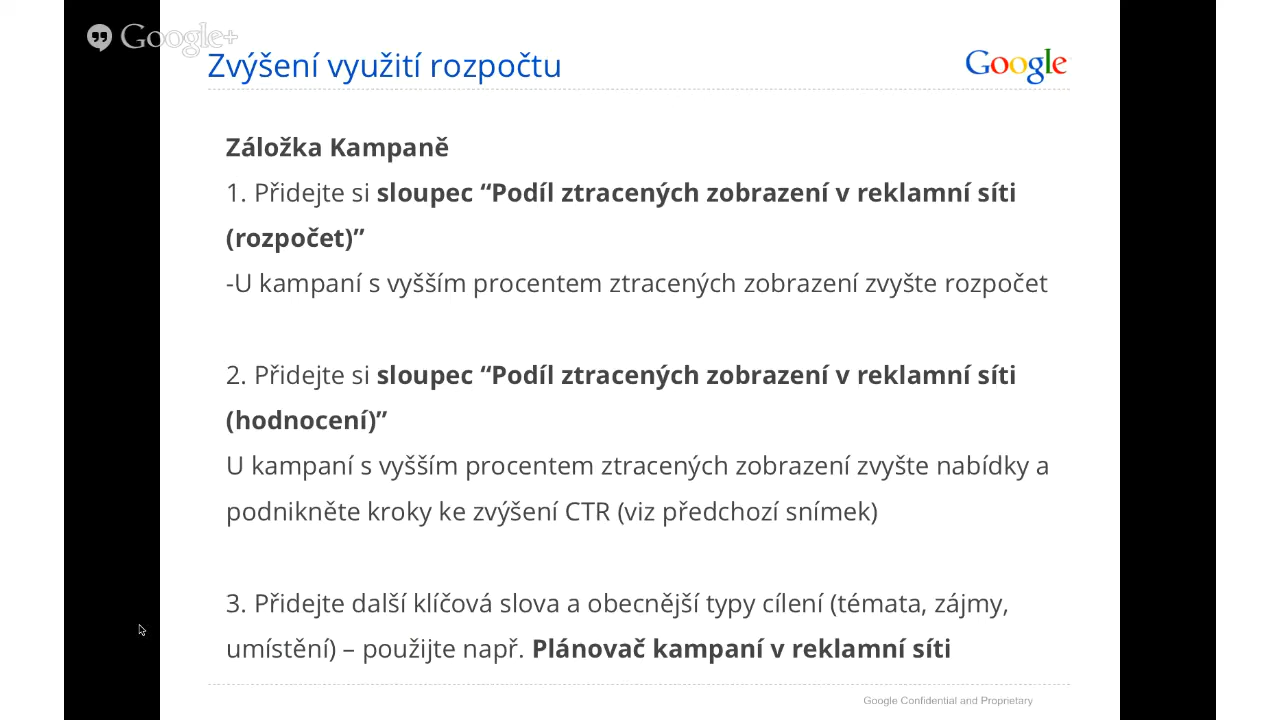 Google+
Zvýšení využití rozpočtu
Google
Záložka Kampaně
1. Přidejte si sloupec “Podíl ztracených zobrazení v reklamní síti
(rozpočet)”
-U kampaní s vyšším procentem ztracených zobrazení zvyšte rozpočet
2. Přidejte si sloupec “Podíl ztracených zobrazení v reklamní síti
(hodnocení)”
U kampaní s vyšším procentem ztracených zobrazení zvyšte nabídky a
podnikněte kroky ke zvýšení CTR (viz předchozí snímek)
3. Přidejte další klíčová slova a obecnější typy cílení (témata, zájmy,
umístění) – použijte např. Plánovač kampaní v reklamní síti
Google Confidential and Proprietary